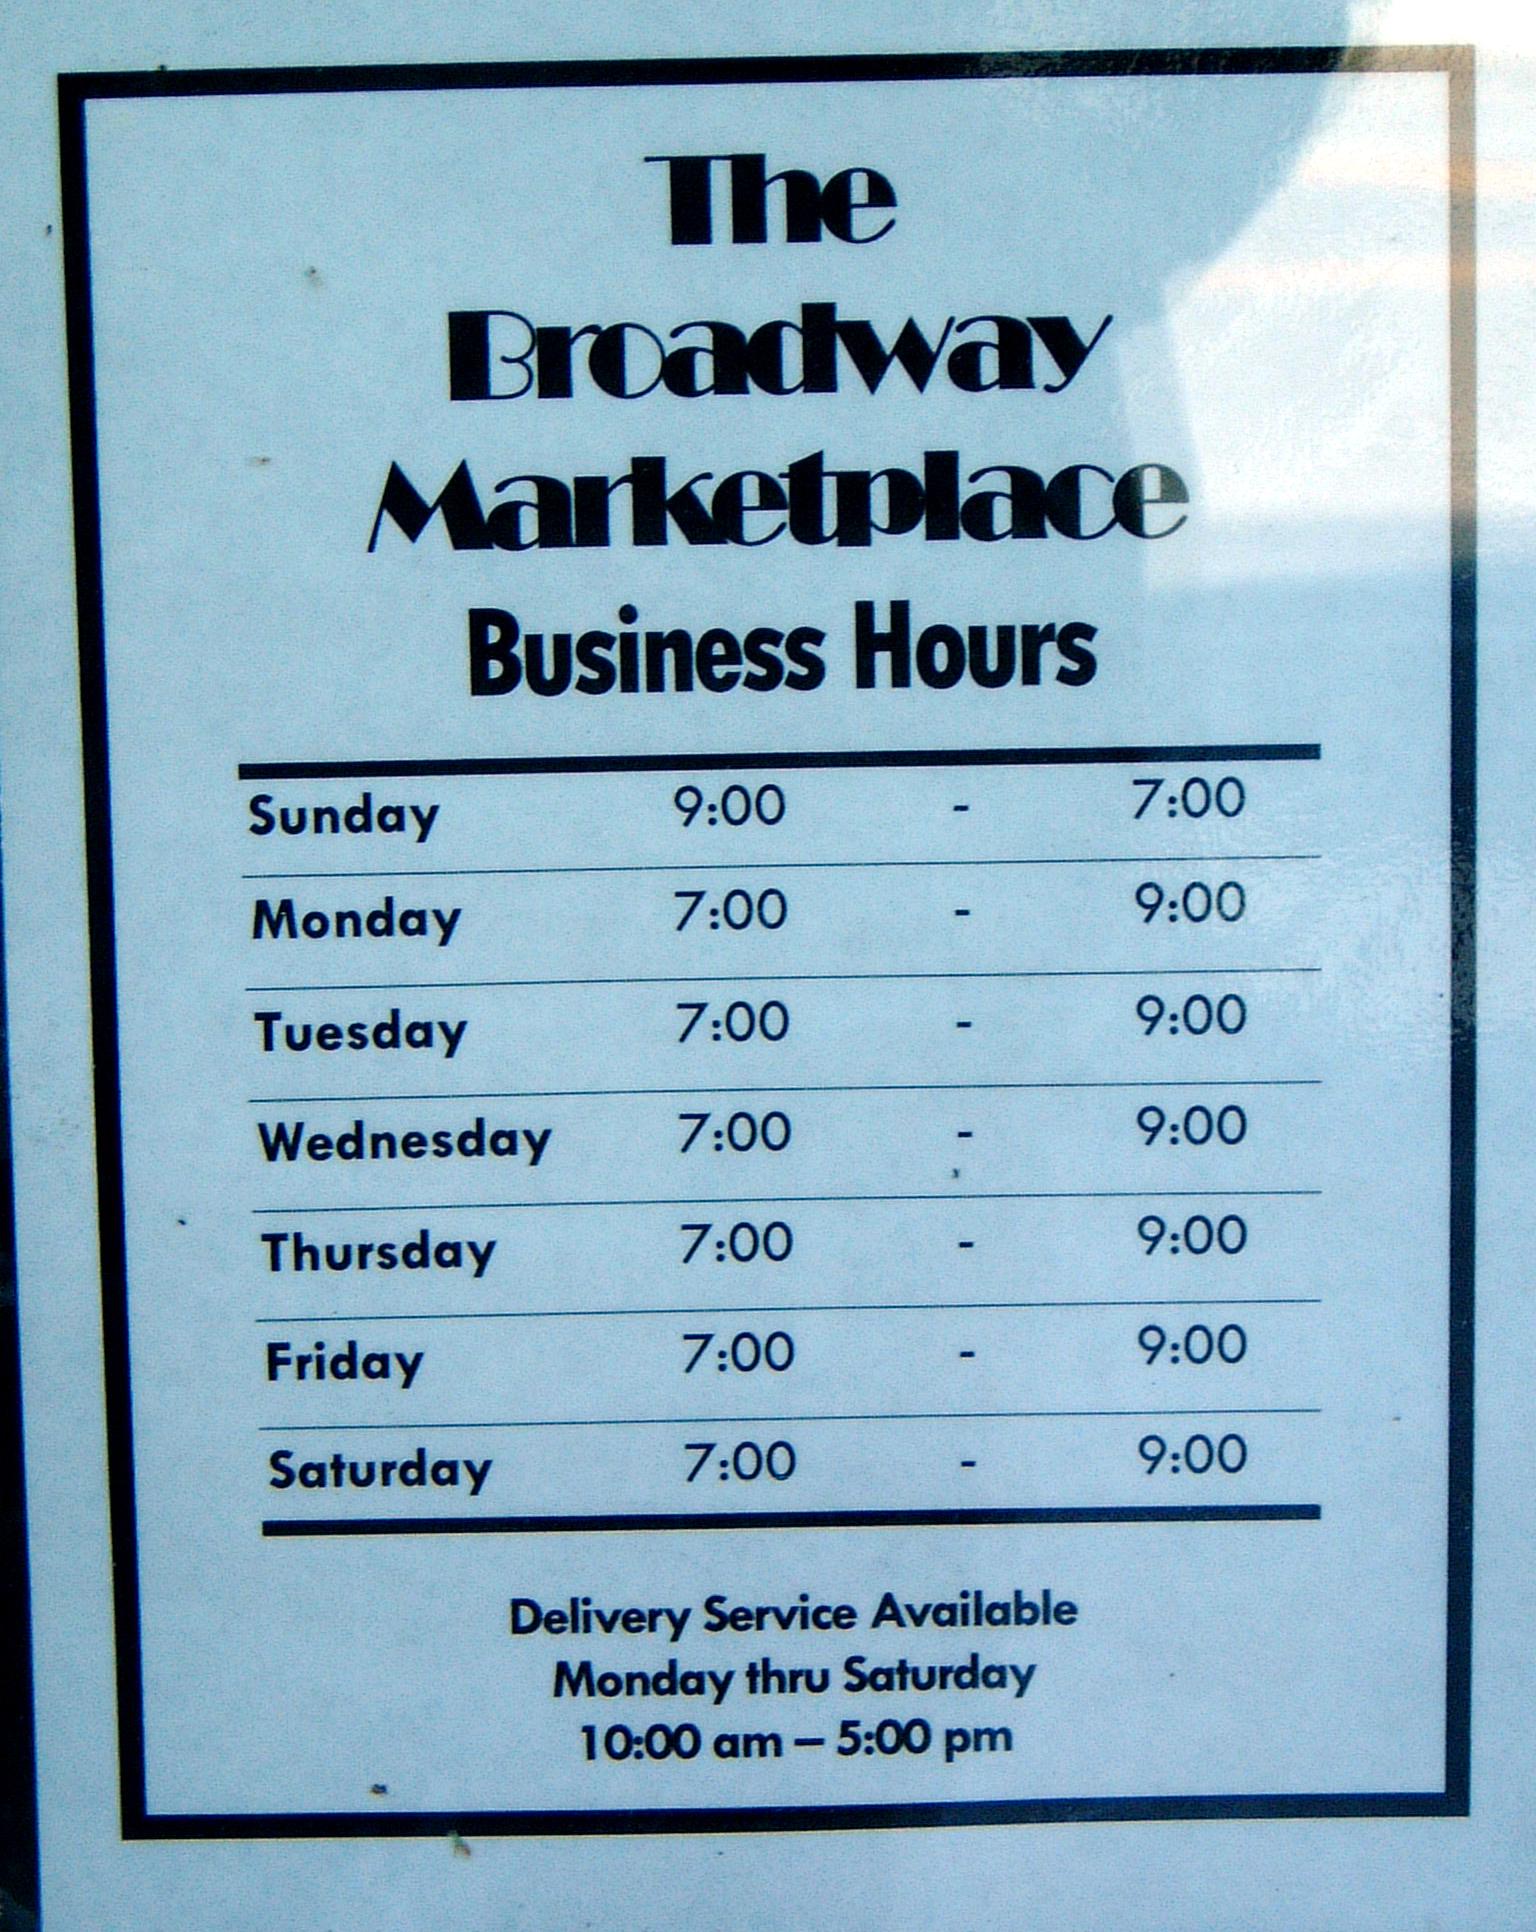 The
Broadway
Marketplace
Business Hours
Sunday 9:00 - 7:00
Monday 7:00 - 9:00
Tuesday 7:00 - 9:00
Wednesday 7:00 - 9:00
Thursday 7:00 - 9:00
Friday 7:00 - 9:00
Saturday 7:00 - 9:00
Delivery Service Available
Monday thru Saturday
10:00 am – 5:00 pm